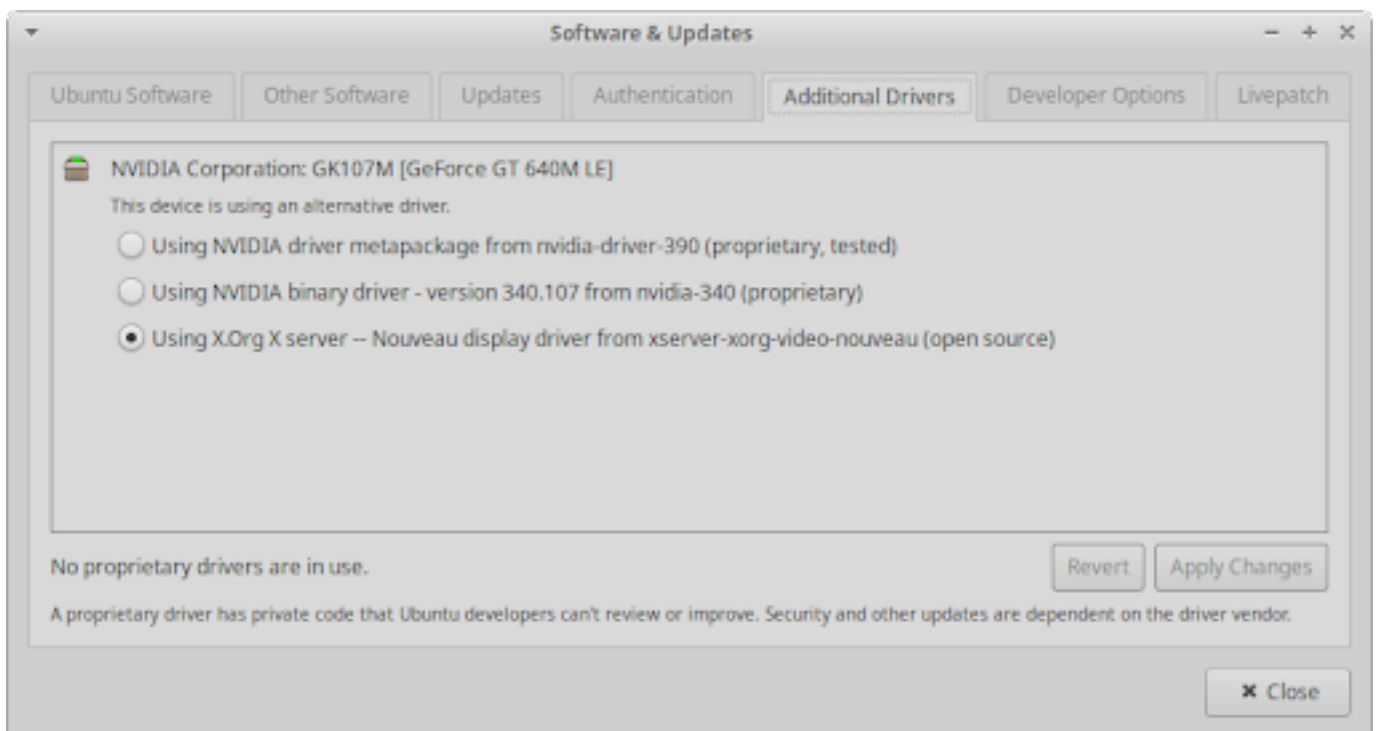 Software & Updates
Ubuntu Software Other Software Updates Authentication Additional Drivers Developer Options Livepatch
NVIDIA Corporation: GK107M [GeForce GT 640M LE]
This device is using an alternative driver.
Using NVIDIA driver metapackage from nvidia-driver-390 (proprietary, tested)
Using NVIDIA binary driver - version 340.107 from nvidia-340 (proprietary)
Using X.Org X server -- Nouveau display driver from xserver-xorg-video-nouveau (open source)
No proprietary drivers are in use.
Revert Apply Changes
A proprietary driver has private code that Ubuntu developers can't review or improve. Security and other updates are dependent on the driver vendor.
Close